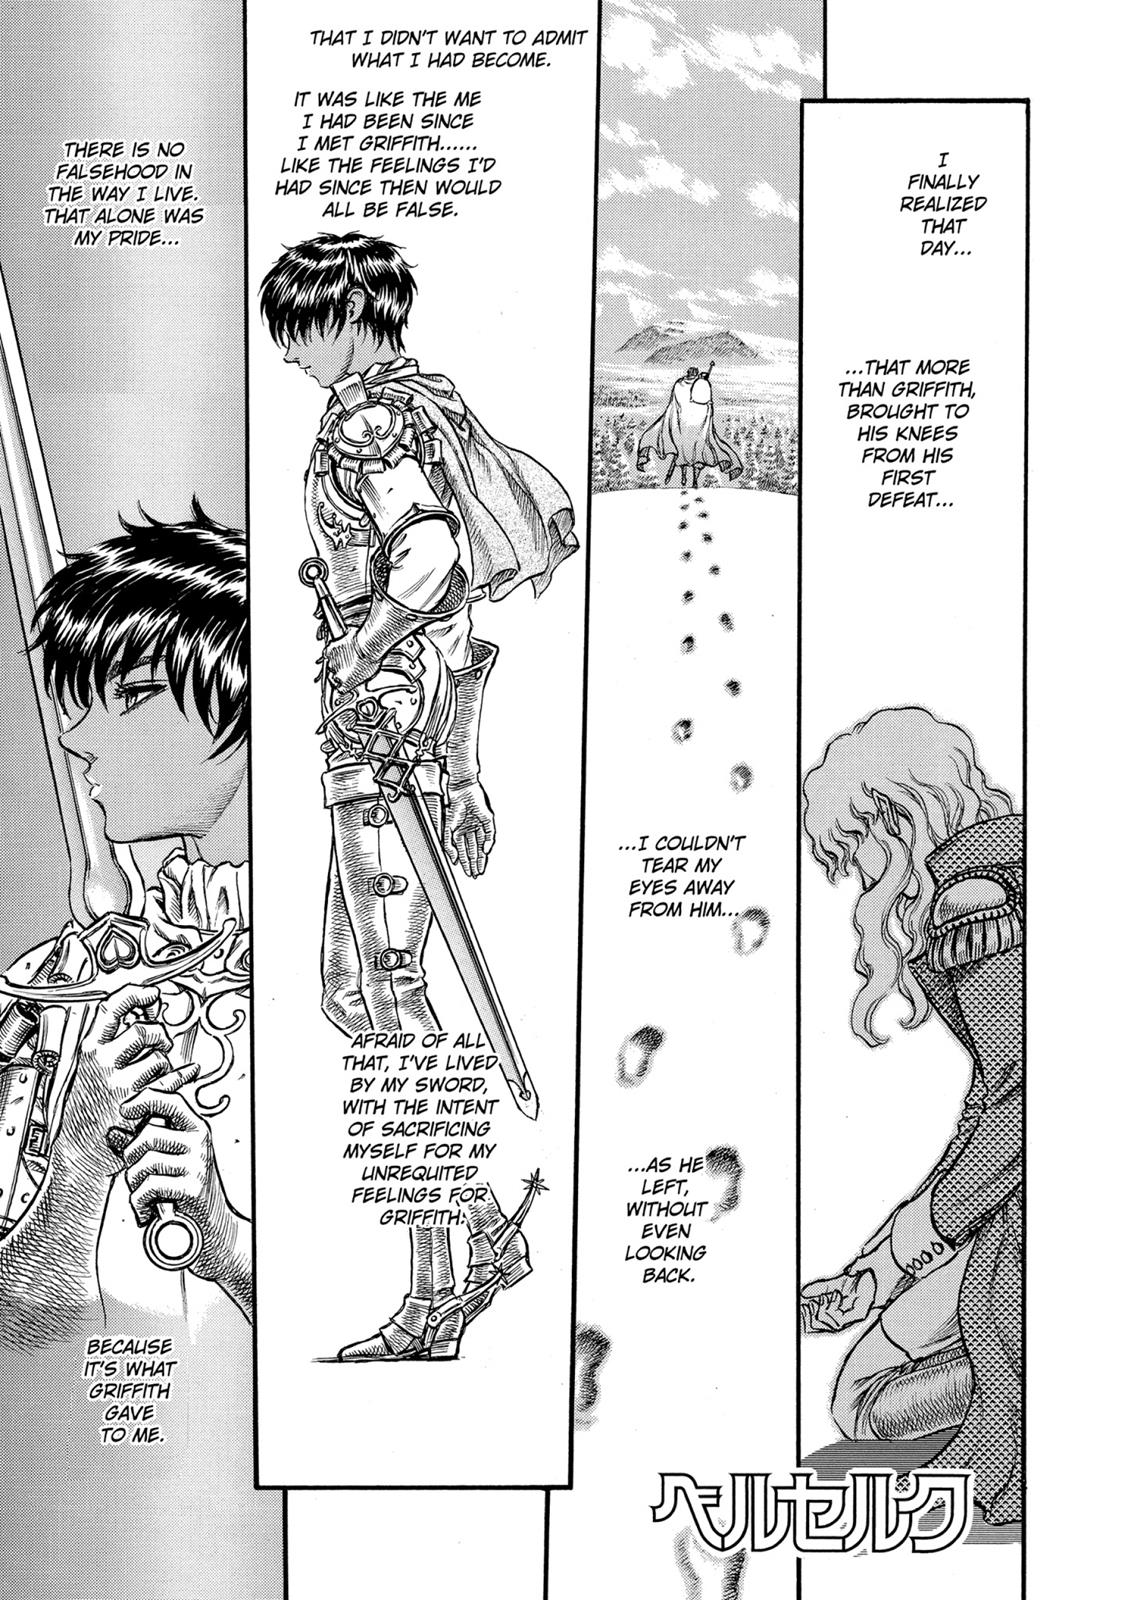 I
FINALLY
REALIZED
THAT
DAY...
...THAT MORE
THAN GRIFFITH,
BROUGHT TO
HIS KNEES
FROM HIS
FIRST
DEFEAT...
...I COULDN'T
TEAR MY
EYES AWAY
FROM HIM...
...AS HE
LEFT,
WITHOUT
EVEN
LOOKING
BACK.
THAT I DIDN'T WANT TO ADMIT
WHAT I HAD BECOME.
IT WAS LIKE THE ME
I HAD BEEN SINCE
I MET GRIFFITH......
LIKE THE FEELINGS I'D
HAD SINCE THEN WOULD
ALL BE FALSE.
AFRAID OF ALL
THAT, I'VE LIVED
BY MY SWORD,
WITH THE INTENT
OF SACRIFICING
MYSELF FOR MY
UNREQUITED
FEELINGS FOR
GRIFFITH.
THERE IS NO
FALSEHOOD IN
THE WAY I LIVE.
THAT ALONE WAS
MY PRIDE...
BECAUSE
IT'S WHAT
GRIFFITH
GAVE
TO ME.
ベルセルク